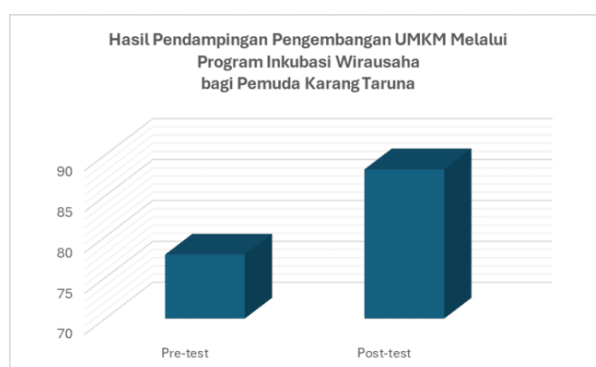 Hasil Pendampingan Pengembangan UMKM Melalui
Program Inkubasi Wirausaha
bagi Pemuda Karang Taruna
90
85
80
75
70
Pre-test Post-test